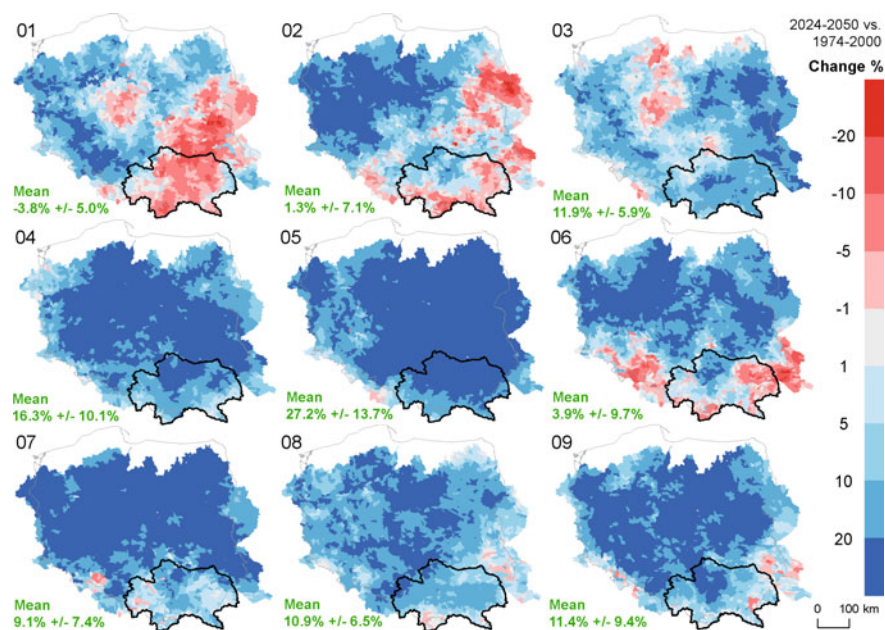 01
02
03
2024-2050 vs.
1974-2000
Change %
-20
-10
-5
-1
1
5
10
20
Mean
-3.8% +/- 5.0%
Mean
1.3% +/- 7.1%
Mean
11.9% +/- 5.9%
04
05
06
Mean
16.3% +/- 10.1%
Mean
27.2% +/- 13.7%
Mean
3.9% +/- 9.7%
07
08
09
Mean
9.1% +/- 7.4%
Mean
10.9% +/- 6.5%
Mean
11.4% +/- 9.4%
0 100 km